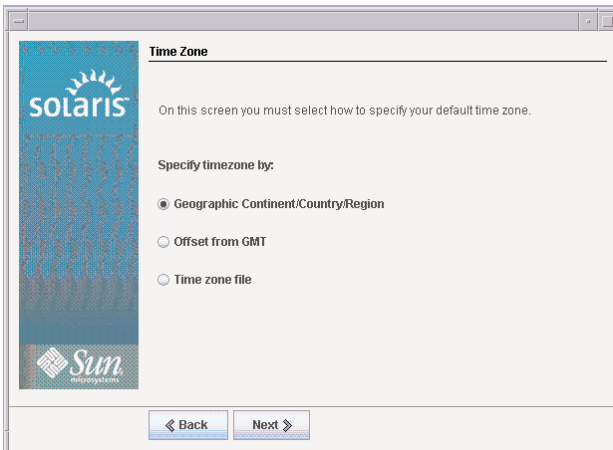 Time Zone
solaris
On this screen you must select how to specify your default time zone.
Specify timezone by:
Geographic Continent/Country/Region
Offset from GMT
Time zone file
Sun
microsystems
Back
Next